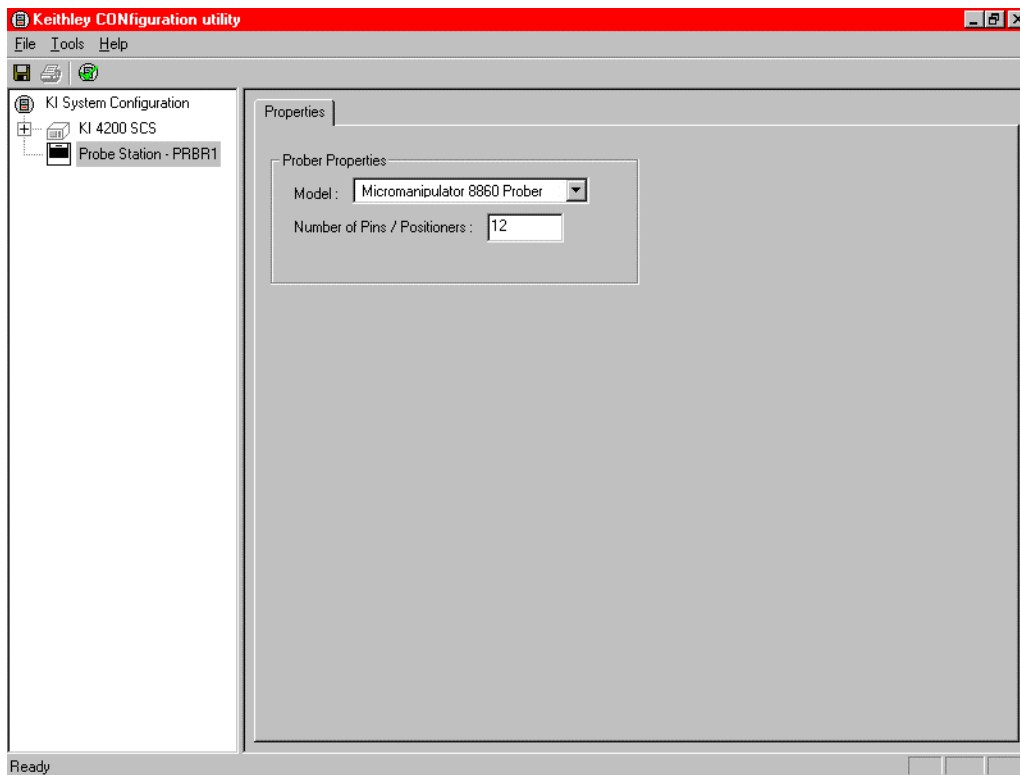 Keithley CONfiguration utility
File Tools Help
KI System Configuration
KI 4200 SCS
Probe Station - PRBR1
Properties
Prober Properties
Model : Micromanipulator 8860 Prober
Number of Pins / Positioners : 12
Ready